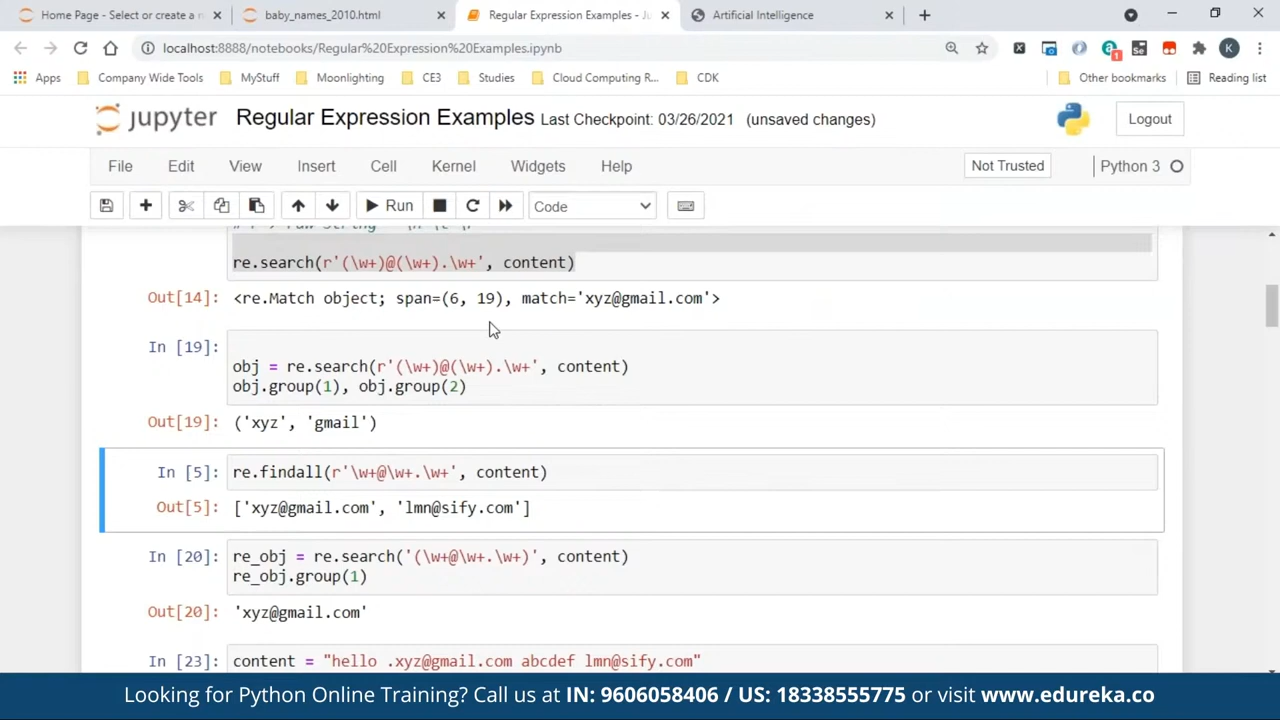 Home Page - Select or create a n
baby_names_2010.html
Regular Expression Examples - Ju
Artificial Intelligence
localhost:8888/notebooks/Regular%20Expression%20Examples.ipynb
Apps
Company Wide Tools
MyStuff
Moonlighting
CE3
Studies
Cloud Computing R...
CDK
Other bookmarks
Reading list
jupyter Regular Expression Examples Last Checkpoint: 03/26/2021 (unsaved changes)
Logout
File Edit View Insert Cell Kernel Widgets Help
Not Trusted
Python 3
Run
Code
re.search(r'(\w+)@(\w+).\w+', content)
Out[14]: <re.Match object; span=(6, 19), match='xyz@gmail.com'>
In [19]:
obj = re.search(r'(\w+)@(\w+).\w+', content)
obj.group(1), obj.group(2)
Out[19]: ('xyz', 'gmail')
In [5]: re.findall(r'\w+@\w+.\w+', content)
Out[5]: ['xyz@gmail.com', 'lmn@sify.com']
In [20]: re_obj = re.search('(\w+@\w+.\w+)', content)
re_obj.group(1)
Out[20]: 'xyz@gmail.com'
In [23]: content = "hello .xyz@gmail.com abcdef lmn@sify.com"
Looking for Python Online Training? Call us at IN: 9606058406 / US: 18338555775 or visit www.edureka.co